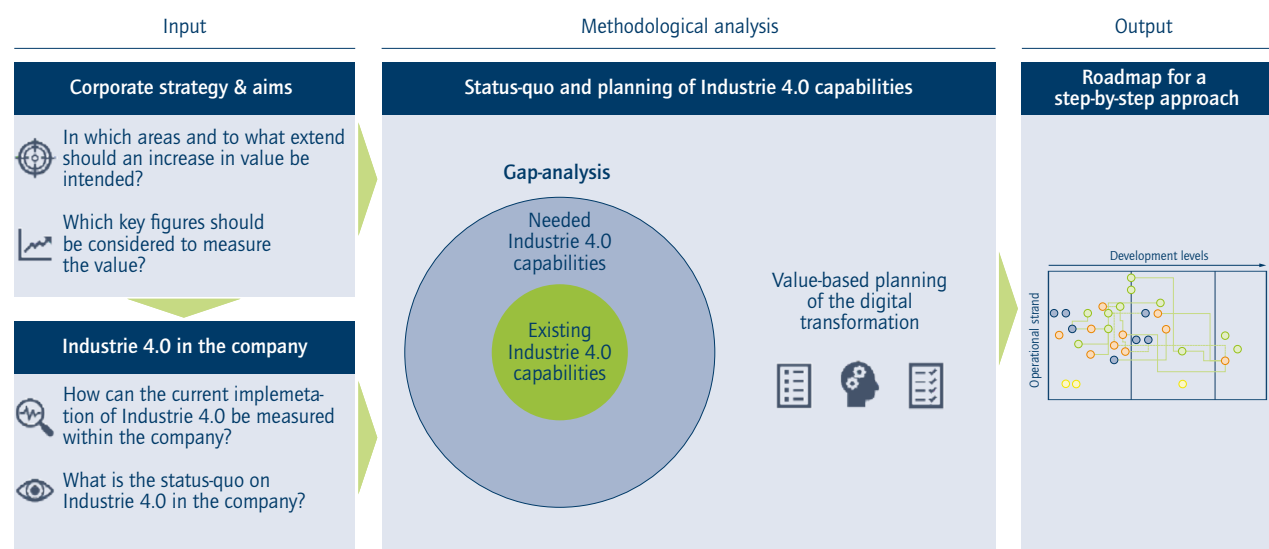 Input
Corporate strategy & aims
In which areas and to what extend
should an increase in value be
intended?
Which key figures should
be considered to measure
the value?
Industrie 4.0 in the company
How can the current implemeta-
tion of Industrie 4.0 be measured
within the company?
What is the status-quo on
Industrie 4.0 in the company?
Methodological analysis
Status-quo and planning of Industrie 4.0 capabilities
Gap-analysis
Needed
Industrie 4.0
capabilities
Existing
Industrie 4.0
capabilities
Value-based planning
of the digital
transformation
Output
Roadmap for a
step-by-step approach
Development levels
Operational strand